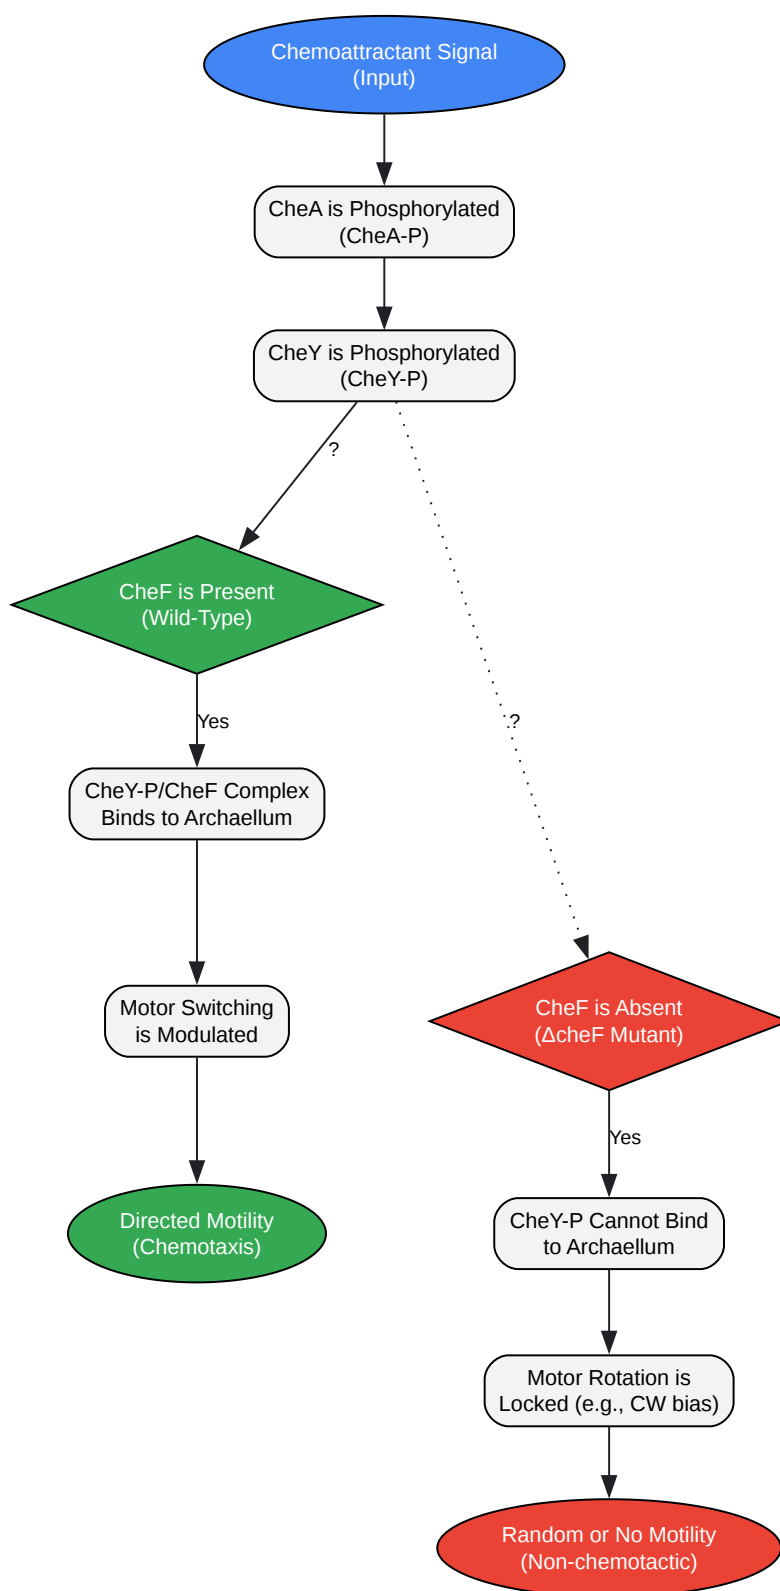 Chemoattractant Signal
(Input)
CheA is Phosphorylated
(CheA-P)
CheY is Phosphorylated
(CheY-P)
?
CheF is Present
(Wild-Type)
Yes
?
CheY-P/CheF Complex
Binds to Archaellum
Motor Switching
is Modulated
CheF is Absent
(ΔcheF Mutant)
Yes
Directed Motility
(Chemotaxis)
CheY-P Cannot Bind
to Archaellum
Motor Rotation is
Locked (e.g., CW bias)
Random or No Motility
(Non-chemotactic)